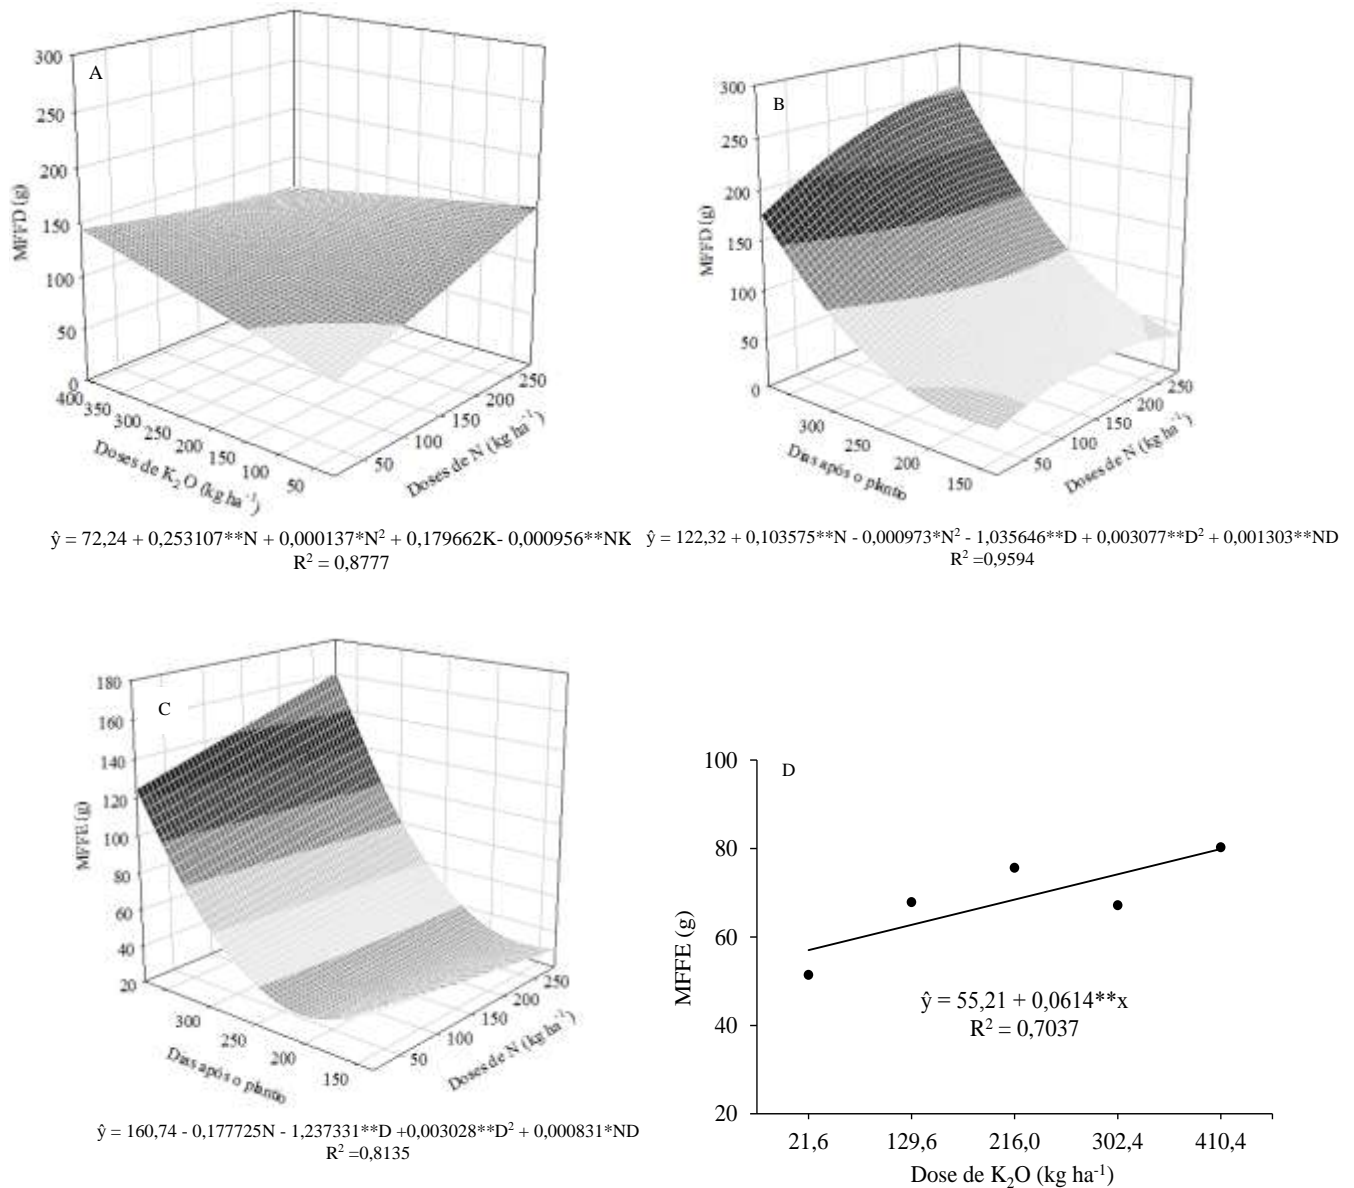 A
300
250
200
150
100
50
0
MFFD (g)
400
350
300
250
200
150
100
50
Doses de K₂O (kg ha⁻¹)
50
100
150
200
250
Doses de N (kg ha⁻¹)
ŷ = 72,24 + 0,253107**N + 0,000137*N² + 0,179662K- 0,000956**NK
R² = 0,8777
B
300
250
200
150
100
50
0
MFFD (g)
300
250
200
150
Dias após o plantio
50
100
150
200
250
Doses de N (kg ha⁻¹)
ŷ = 122,32 + 0,103575**N - 0,000973*N² - 1,035646**D + 0,003077**D² + 0,001303**ND
R² =0,9594
C
180
160
140
120
100
80
60
40
20
MFFE (g)
300
250
200
150
Dias após o plantio
50
100
150
200
250
Doses de N (kg ha⁻¹)
ŷ = 160,74 - 0,177725N - 1,237331**D +0,003028**D² + 0,000831*ND
R² =0,8135
D
100
80
60
40
20
MFFE (g)
ŷ = 55,21 + 0,0614**x
R² = 0,7037
21,6 129,6 216,0 302,4 410,4
Dose de K₂O (kg ha⁻¹)